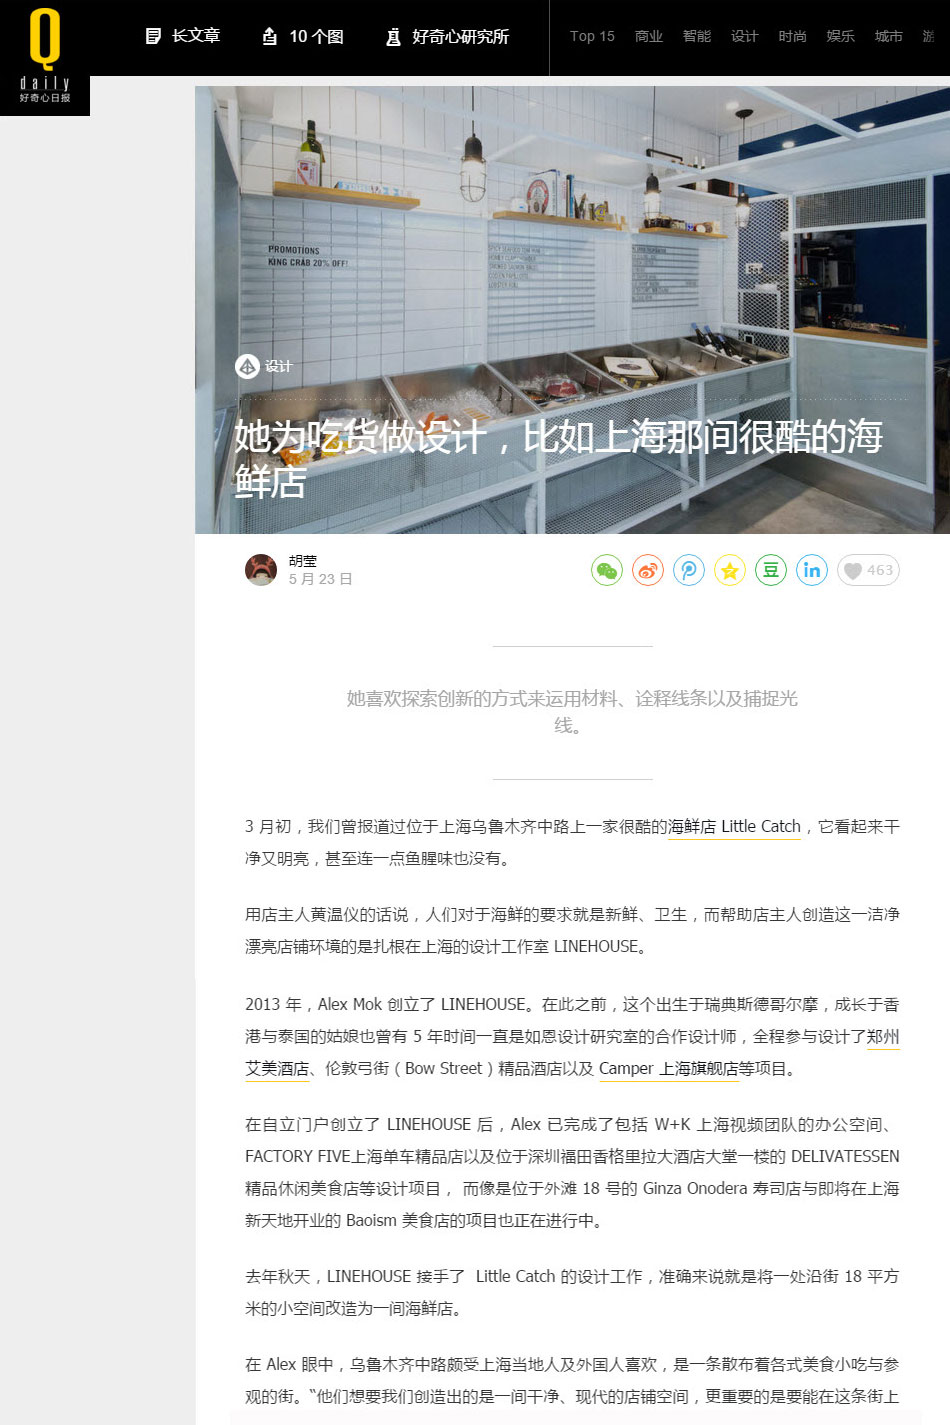 Q
daily
好奇心日报
长文章
10 个图
好奇心研究所
Top 15
商业
智能
设计
时尚
娱乐
城市
游
PROMOTIONS
KING CRAB 20% OFF!
设计
她为吃货做设计，比如上海那间很酷的海
鲜店
胡莹
5 月 23 日
豆
in
463
她喜欢探索创新的方式来运用材料、诠释线条以及捕捉光
线。
3 月初，我们曾报道过位于上海乌鲁木齐中路上一家很酷的海鲜店 Little Catch，它看起来干
净又明亮，甚至连一点鱼腥味也没有。
用店主人黄温仪的话说，人们对于海鲜的要求就是新鲜、卫生，而帮助店主人创造这一洁净
漂亮店铺环境的是扎根在上海的设计工作室 LINEHOUSE。
2013 年，Alex Mok 创立了 LINEHOUSE。在此之前，这个出生于瑞典斯德哥尔摩，成长于香
港与泰国的姑娘也曾有 5 年时间一直是如恩设计研究室的合作设计师，全程参与设计了郑州
艾美酒店、伦敦弓街（Bow Street）精品酒店以及 Camper 上海旗舰店等项目。
在自立门户创立了 LINEHOUSE 后，Alex 已完成了包括 W+K 上海视频团队的办公空间、
FACTORY FIVE上海单车精品店以及位于深圳福田香格里拉大酒店大堂一楼的 DELIVATESSEN
精品休闲美食店等设计项目， 而像是位于外滩 18 号的 Ginza Onodera 寿司店与即将在上海
新天地开业的 Baoism 美食店的项目也正在进行中。
去年秋天，LINEHOUSE 接手了 Little Catch 的设计工作，准确来说就是将一处沿街 18 平方
米的小空间改造为一间海鲜店。
在 Alex 眼中，乌鲁木齐中路颇受上海当地人及外国人喜欢，是一条散布着各式美食小吃与参
观的街。“他们想要我们创造出的是一间干净、现代的店铺空间，更重要的是要能在这条街上